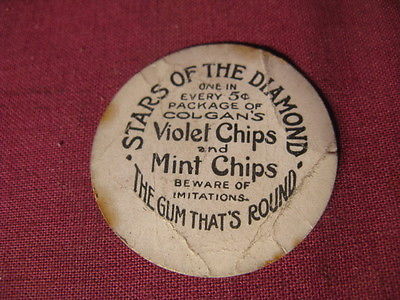 STARS OF THE DIAMOND
ONE IN
EVERY 5¢
PACKAGE OF
COLGAN'S
Violet Chips
and
Mint Chips
BEWARE OF
IMITATIONS.
THE GUM THAT'S ROUND